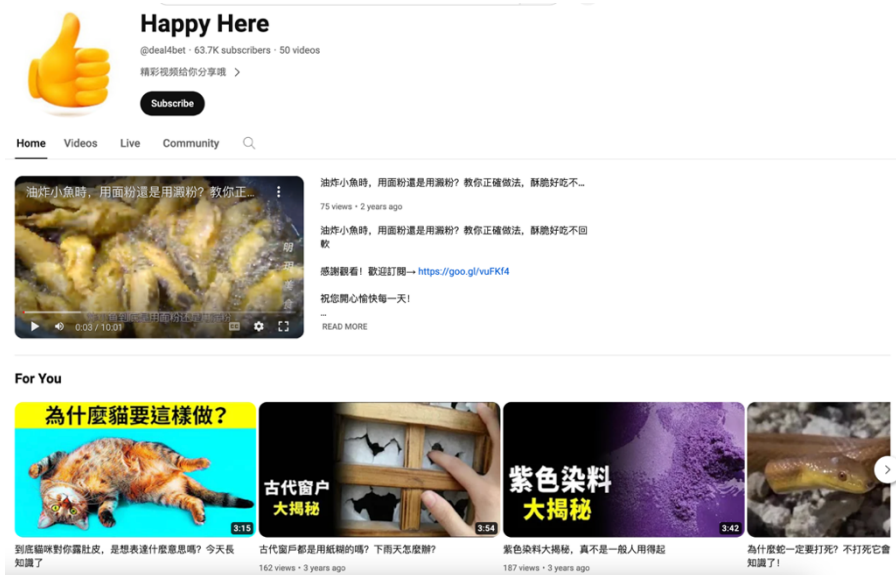 Happy Here
@deal4bet · 63.7K subscribers · 50 videos
精彩视频给你分享哦
Subscribe
Home
Videos
Live
Community
油炸小魚時，用面粉還是用澱粉？教你正...
明玥美食
0:03 / 10:01
油炸小魚時，用面粉還是用澱粉？教你正確做法，酥脆好吃不...
75 views • 2 years ago
油炸小魚時，用面粉還是用澱粉？教你正確做法，酥脆好吃不回
軟
感謝觀看！歡迎訂閱→ https://goo.gl/vuFKf4
祝您開心愉快每一天！
...
READ MORE
For You
為什麼貓要這樣做？
3:15
到底貓咪對你露肚皮，是想表達什麼意思嗎？今天長
知識了
古代窗户
大揭秘
3:54
古代窗戶都是用紙糊的嗎？下雨天怎麼辦？
162 views • 3 years ago
紫色染料
大揭秘
3:42
紫色染料大揭秘，真不是一般人用得起
187 views • 3 years ago
為什麼蛇一定要打死？不打死它會
知識了！